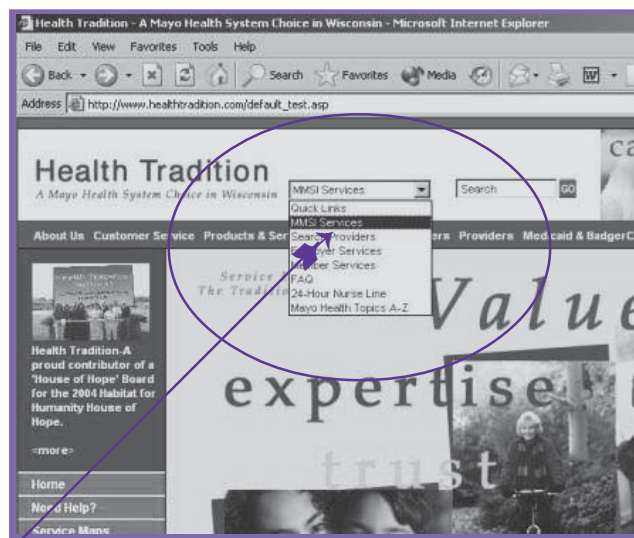 Health Tradition - A Mayo Health System Choice in Wisconsin - Microsoft Internet Explorer
File Edit View Favorites Tools Help
Back Search Favorites Media
Address http://www.healthtradition.com/default_test.asp
Health Tradition
A Mayo Health System Choice in Wisconsin
MMSI Services Search GO
Quick Links
MMSI Services
Search Providers
Employer Services
Member Services
FAQ
24-Hour Nurse Line
Mayo Health Topics A-Z
About Us Customer Service Products & Ser ers Providers Medicaid & BadgerC
Service
The Traditio
Value
expertise
trust
Health Tradition-A
proud contributor of a
'House of Hope' Board
for the 2004 Habitat for
Humanity House of
Hope.
<more>
Home
Need Help?
Service Maps